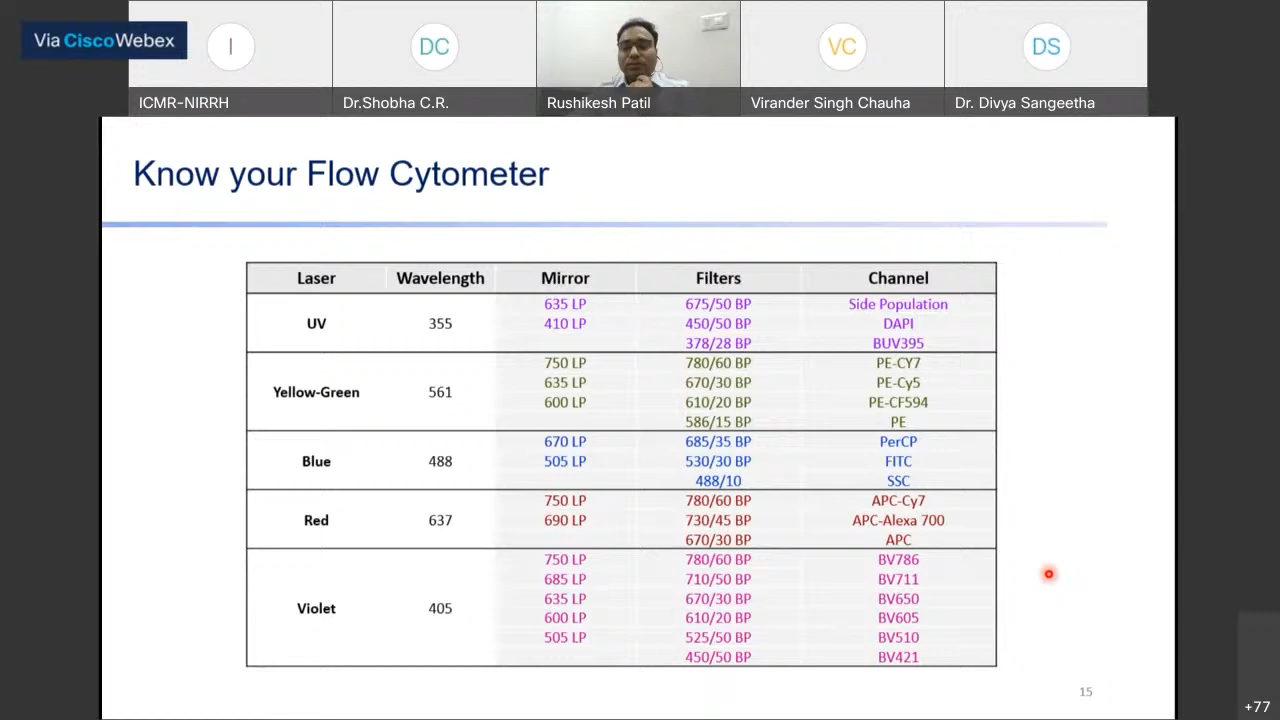 Via CiscoWebex
I
DC
VC
DS
ICMR-NIRRH
Dr.Shobha C.R.
Rushikesh Patil
Virander Singh Chauha
Dr. Divya Sangeetha
Know your Flow Cytometer
Laser Wavelength Mirror Filters Channel
635 LP 675/50 BP Side Population
UV 355 410 LP 450/50 BP DAPI
378/28 BP BUV395
750 LP 780/60 BP PE-CY7
635 LP 670/30 BP PE-Cy5
Yellow-Green 561
600 LP 610/20 BP PE-CF594
586/15 BP PE
670 LP 685/35 BP PerCP
Blue 488 505 LP 530/30 BP FITC
488/10 SSC
750 LP 780/60 BP APC-Cy7
Red 637 690 LP 730/45 BP APC-Alexa 700
670/30 BP APC
750 LP 780/60 BP BV786
685 LP 710/50 BP BV711
635 LP 670/30 BP BV650
Violet 405
600 LP 610/20 BP BV605
505 LP 525/50 BP BV510
450/50 BP BV421
15
+77